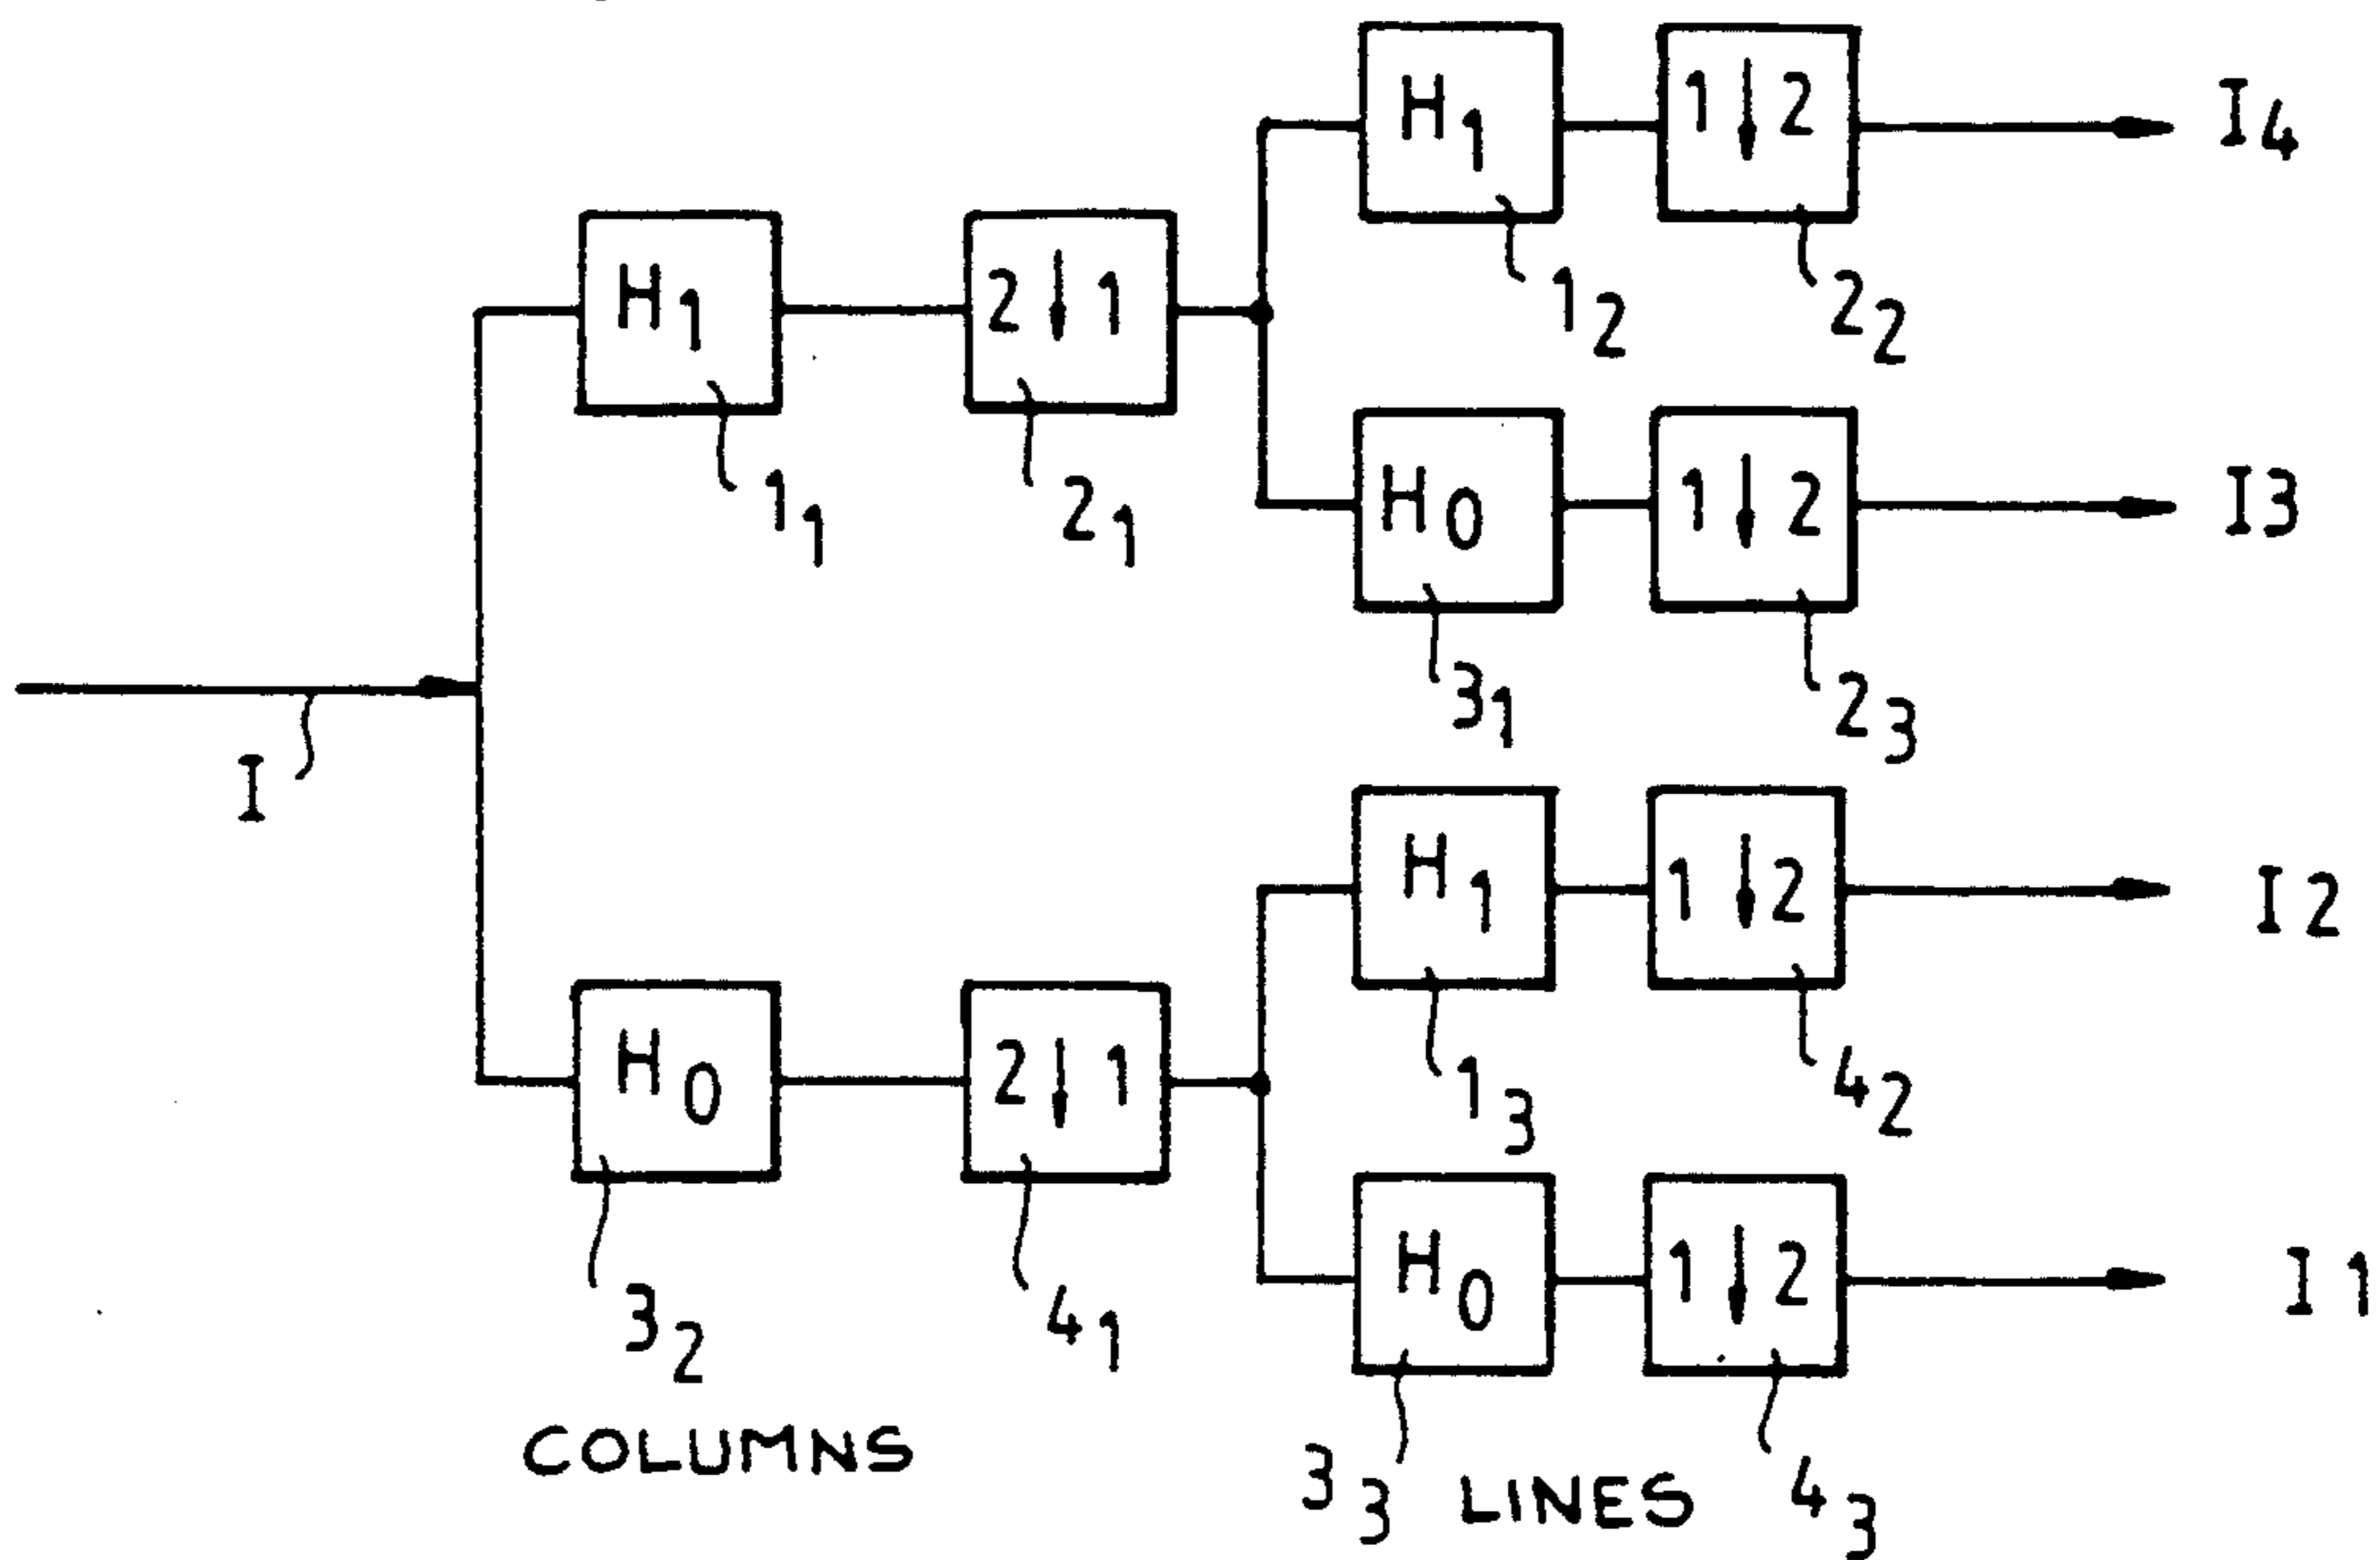 H1 1↓2 I4
H1 2↓1 12 22
11 21
H0 1↓2 I3
31 23
I
H1 1↓2 I2
13 42
H0 2↓1
32 41
H0 1↓2 I1
33 43
COLUMNS
LINES